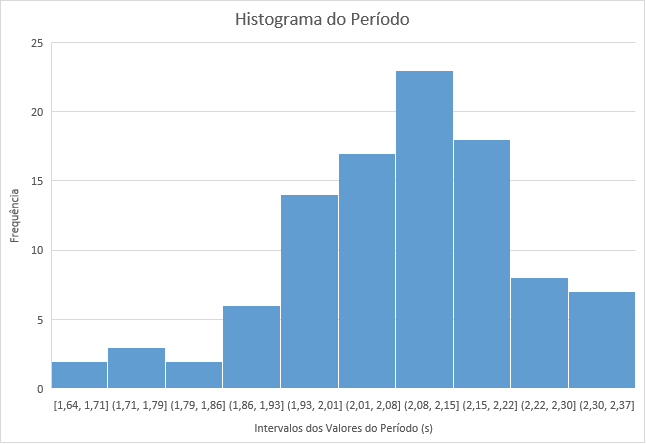 Histograma do Período
25
20
15
10
5
0
Frequência
[1,64, 1,71] (1,71, 1,79] (1,79, 1,86] (1,86, 1,93] (1,93, 2,01] (2,01, 2,08] (2,08, 2,15] (2,15, 2,22] (2,22, 2,30] (2,30, 2,37]
Intervalos dos Valores do Período (s)